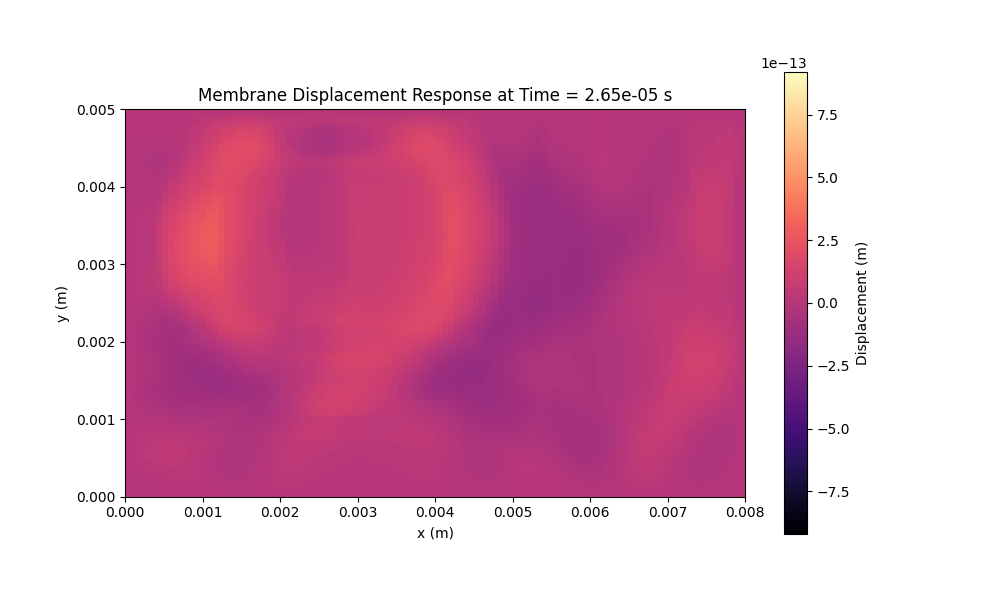 1e−13
Membrane Displacement Response at Time = 2.65e-05 s
0.005
0.004
0.003
0.002
0.001
0.000
y (m)
0.000 0.001 0.002 0.003 0.004 0.005 0.006 0.007 0.008
x (m)
7.5
5.0
2.5
0.0
−2.5
−5.0
−7.5
Displacement (m)